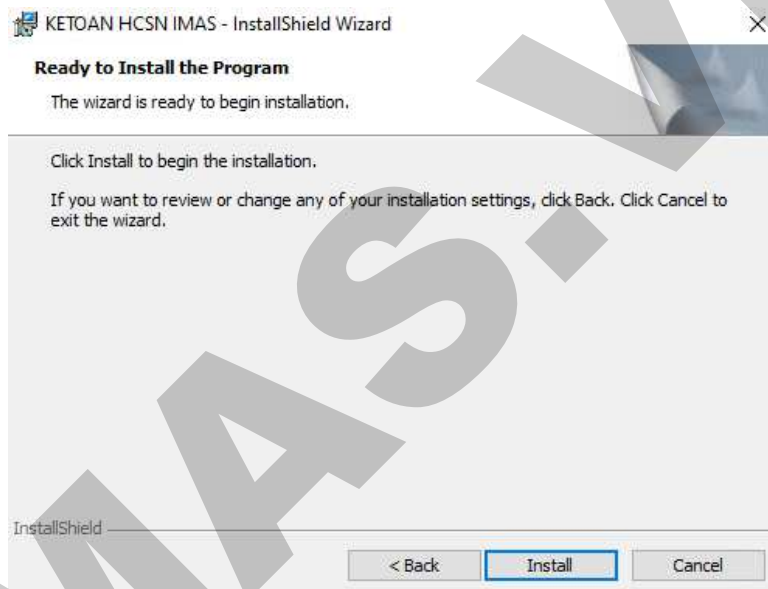 KETOAN HCSN IMAS - InstallShield Wizard
Ready to Install the Program
The wizard is ready to begin installation.
Click Install to begin the installation.
If you want to review or change any of your installation settings, click Back. Click Cancel to
exit the wizard.
InstallShield
< Back Install Cancel
MAS.V